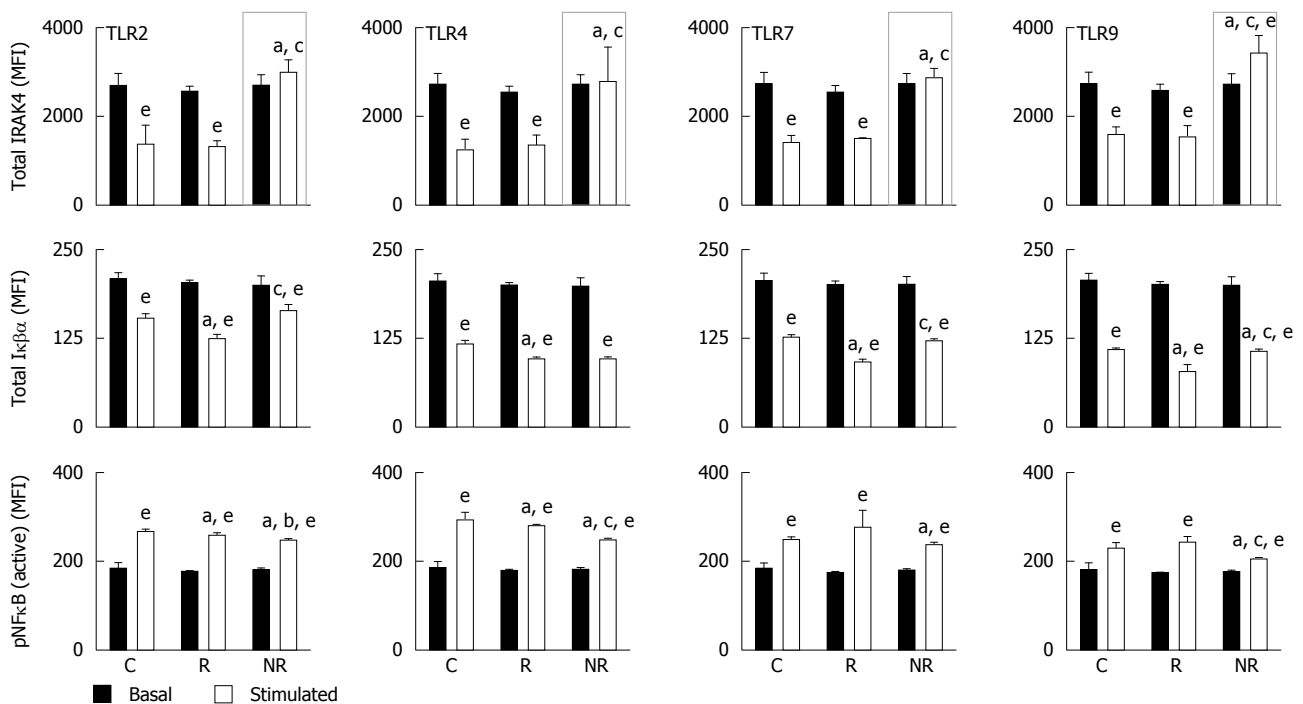 TLR2
Total IRAK4 (MFI)
4000
2000
0
e
e
a, c
TLR4
4000
2000
0
e
e
a, c
TLR7
4000
2000
0
e
e
a, c
TLR9
4000
2000
0
e
e
a, c, e
Total Iκβα (MFI)
250
125
0
e
a, e
c, e
250
125
0
e
a, e
e
250
125
0
e
a, e
c, e
250
125
0
e
a, e
a, c, e
pNFκB (active) (MFI)
400
200
0
e
a, e
a, b, e
C R NR
400
200
0
e
a, e
a, c, e
C R NR
400
200
0
e
e
a, e
C R NR
400
200
0
e
e
a, c, e
C R NR
Basal Stimulated